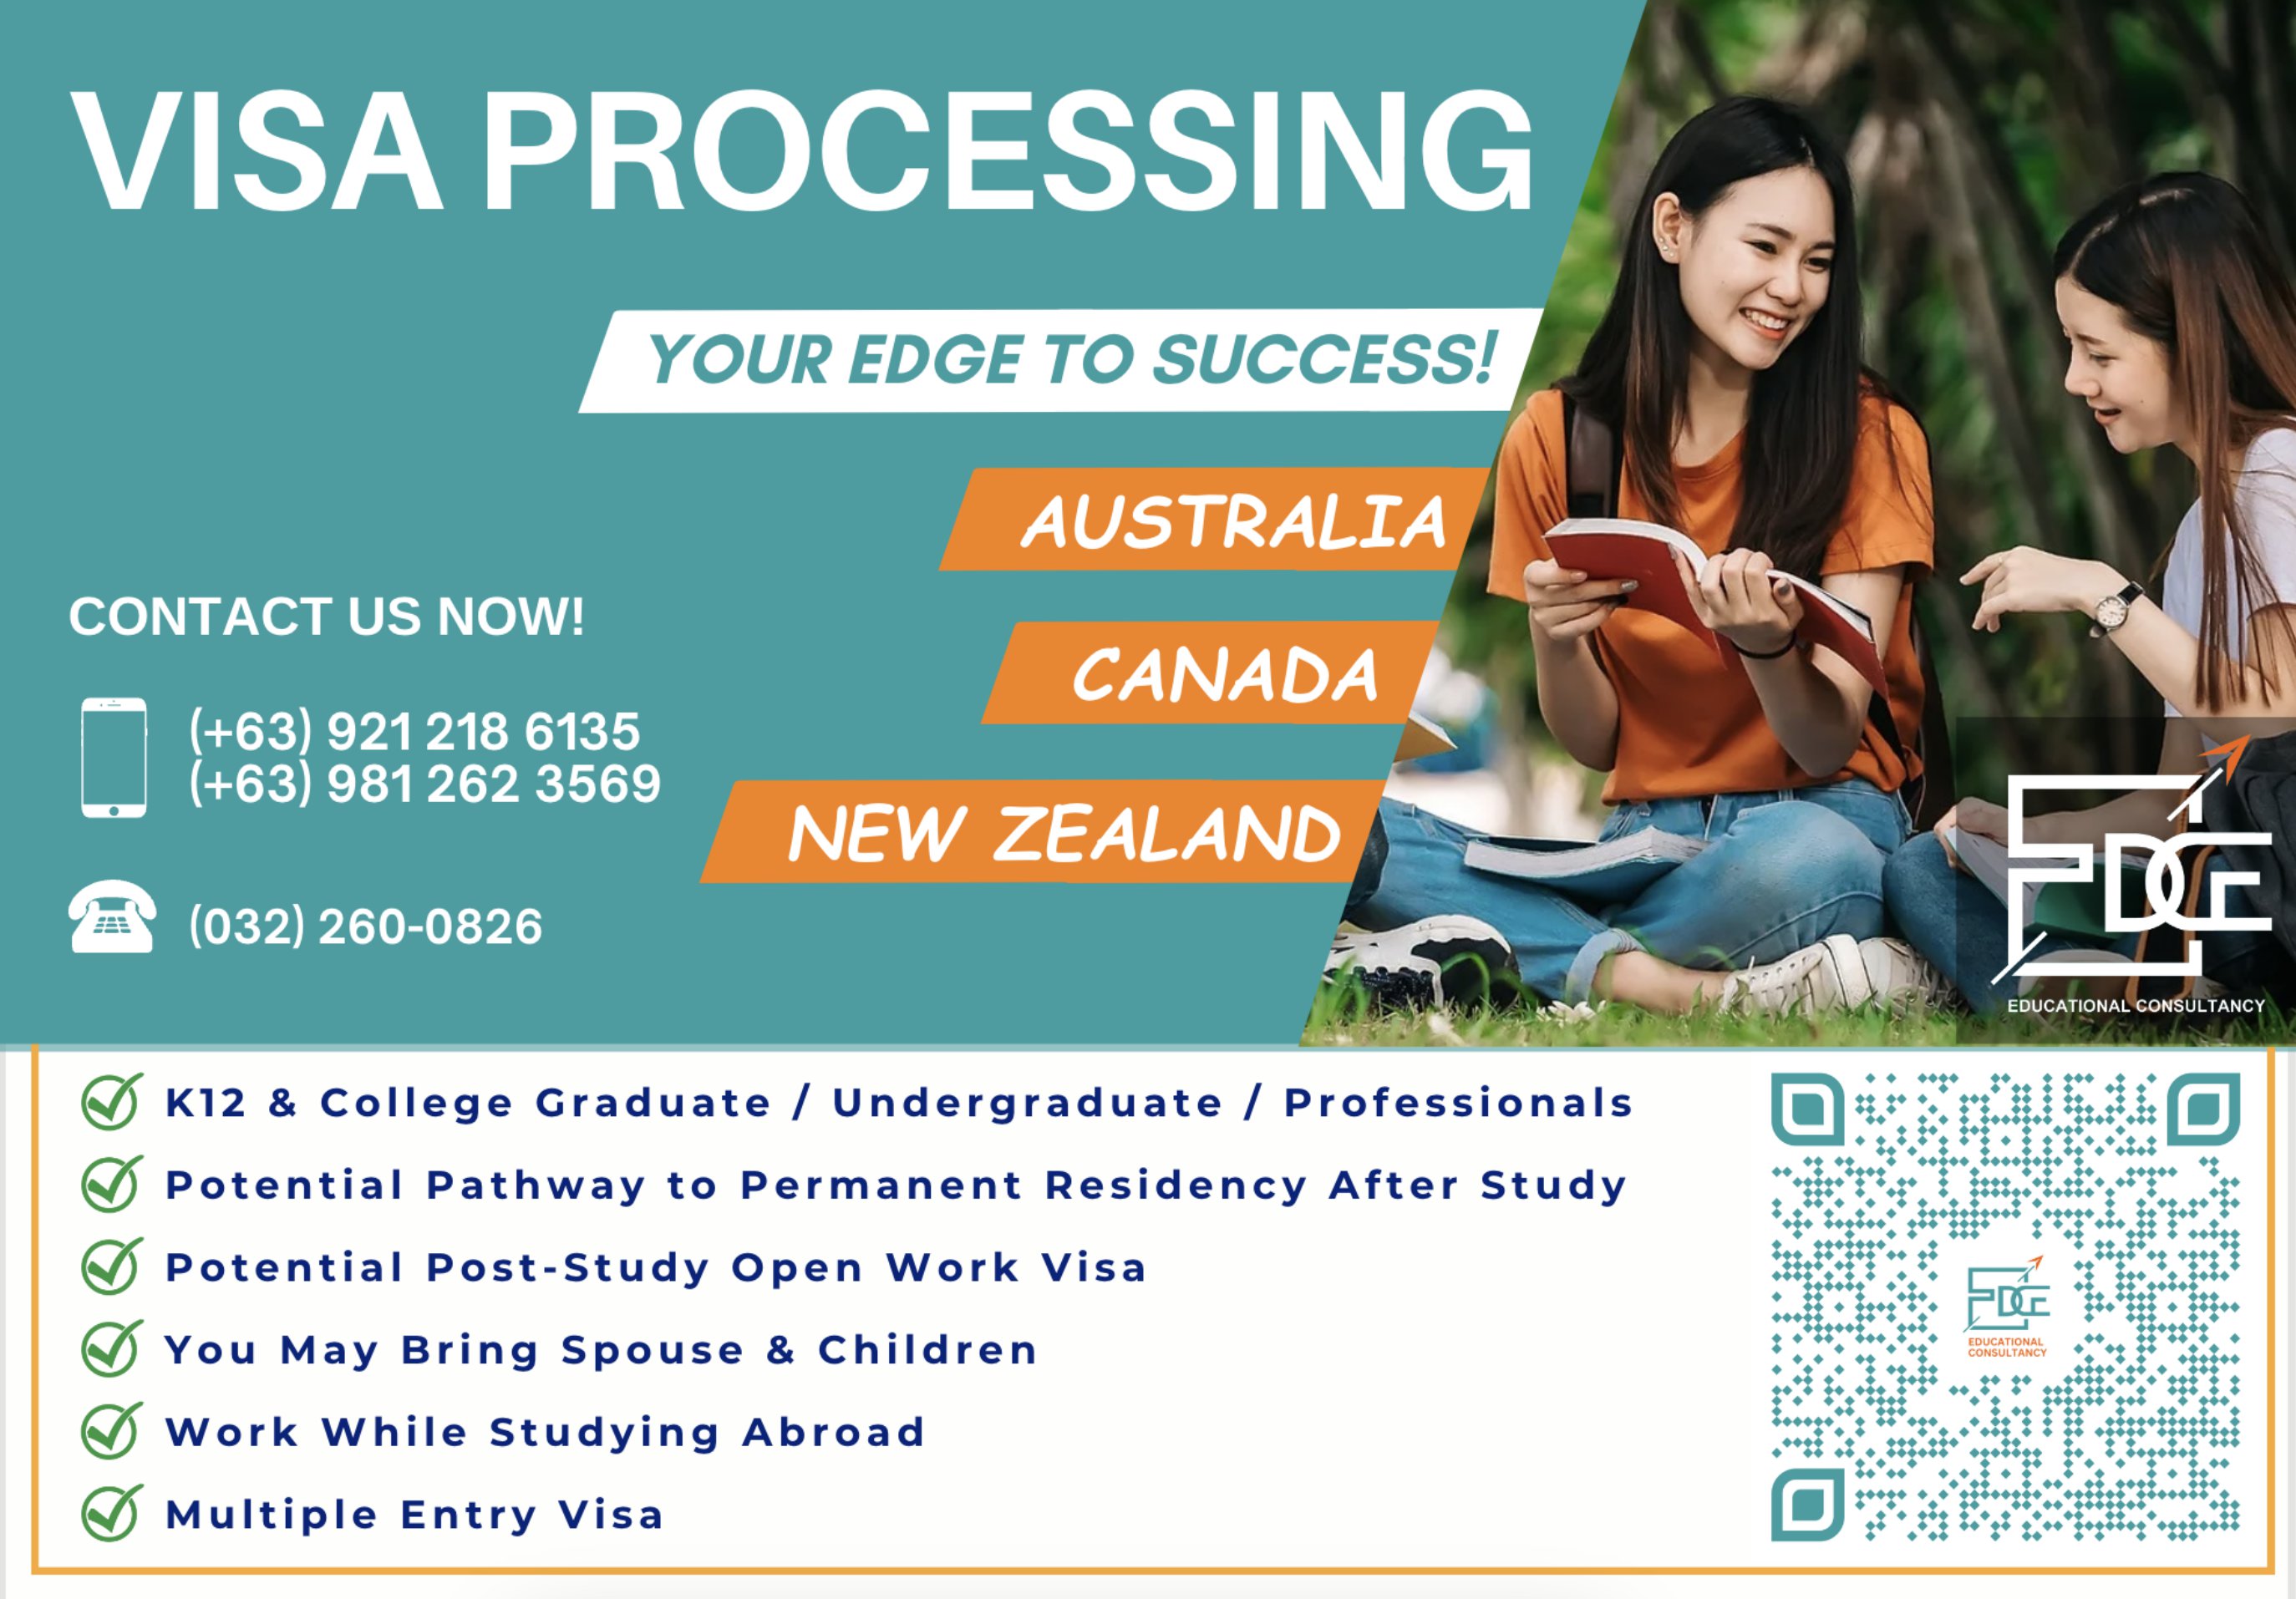 VISA PROCESSING
YOUR EDGE TO SUCCESS!
AUSTRALIA
CANADA
NEW ZEALAND
CONTACT US NOW!
(+63) 921 218 6135
(+63) 981 262 3569
(032) 260-0826
EDGE
EDUCATIONAL CONSULTANCY
K12 & College Graduate / Undergraduate / Professionals
Potential Pathway to Permanent Residency After Study
Potential Post-Study Open Work Visa
You May Bring Spouse & Children
Work While Studying Abroad
Multiple Entry Visa
EDGE
EDUCATIONAL
CONSULTANCY